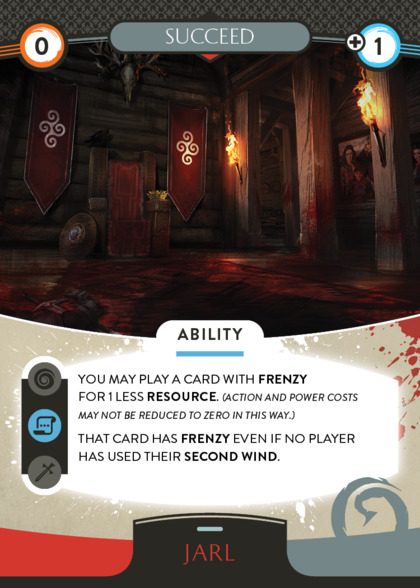 SUCCEED
0
+ 1
ABILITY
YOU MAY PLAY A CARD WITH FRENZY
FOR 1 LESS RESOURCE. (ACTION AND POWER COSTS
MAY NOT BE REDUCED TO ZERO IN THIS WAY.)
THAT CARD HAS FRENZY EVEN IF NO PLAYER
HAS USED THEIR SECOND WIND.
JARL